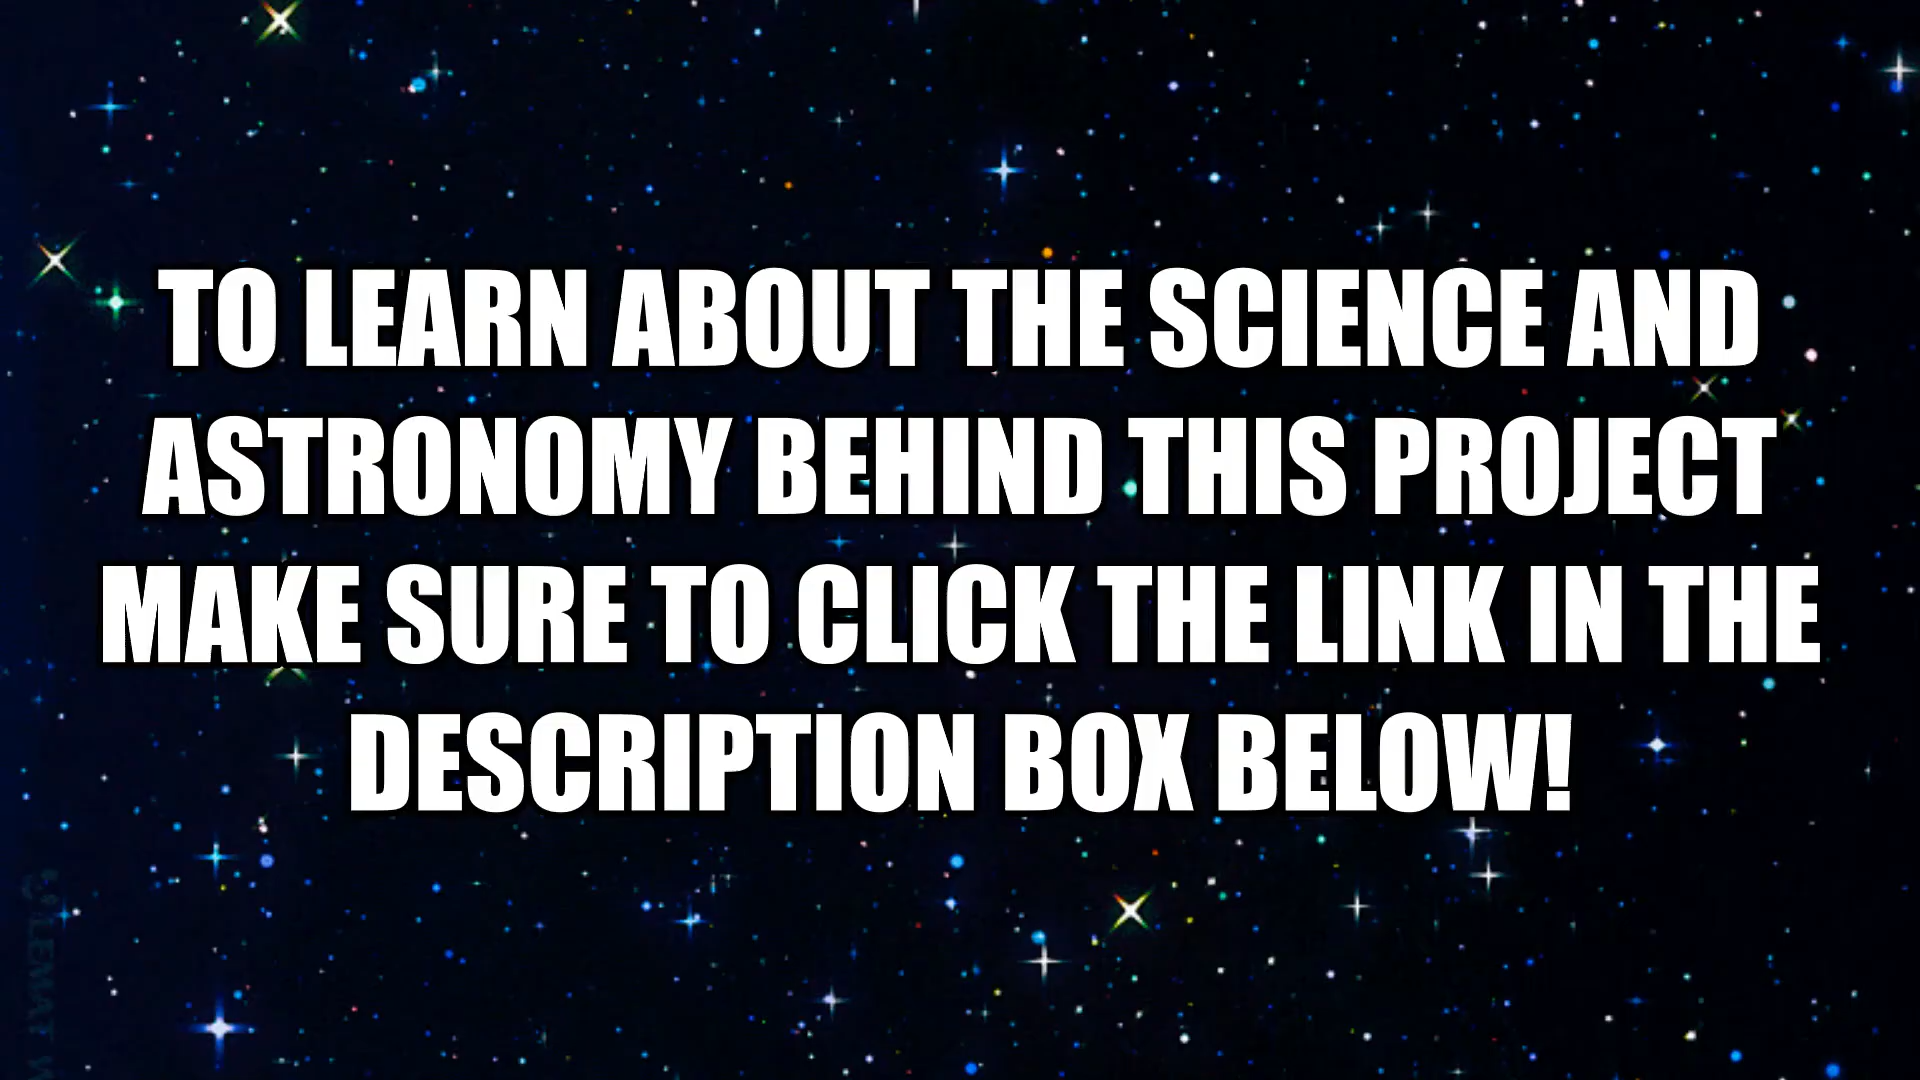 TO LEARN ABOUT THE SCIENCE AND
ASTRONOMY BEHIND THIS PROJECT
MAKE SURE TO CLICK THE LINK IN THE
DESCRIPTION BOX BELOW!